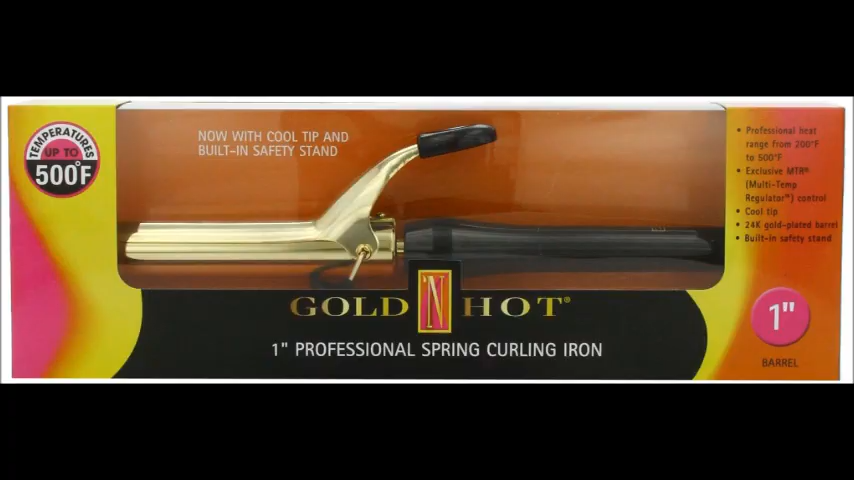 TEMPERATURES
UP TO
500°F
NOW WITH COOL TIP AND
BUILT-IN SAFETY STAND
• Professional heat
range from 200°F
to 500°F
• Exclusive MTR®
(Multi-Temp
Regulator™) control
• Cool tip
• 24K gold-plated barrel
• Built-in safety stand
GOLD 'N HOT®
1" PROFESSIONAL SPRING CURLING IRON
1"
BARREL